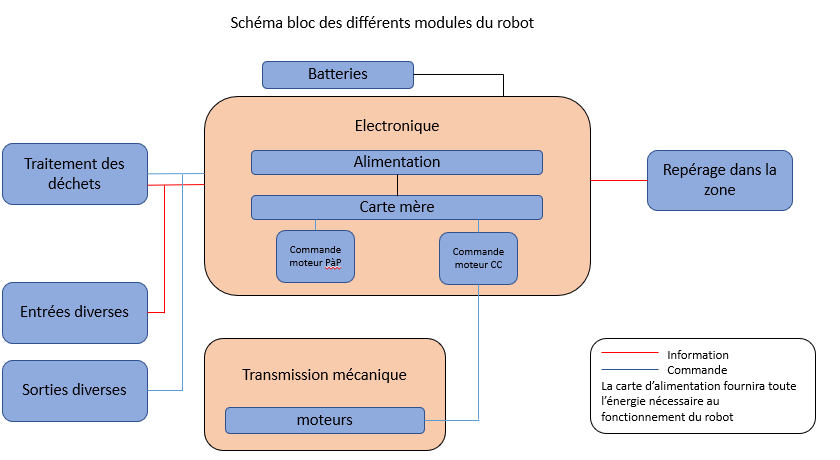 Schéma bloc des différents modules du robot
Batteries
Electronique
Alimentation
Carte mère
Commande
moteur PàP
Commande
moteur CC
Traitement des
déchets
Repérage dans la
zone
Entrées diverses
Sorties diverses
Transmission mécanique
moteurs
Information
Commande
La carte d'alimentation fournira toute
l'énergie nécessaire au
fonctionnement du robot